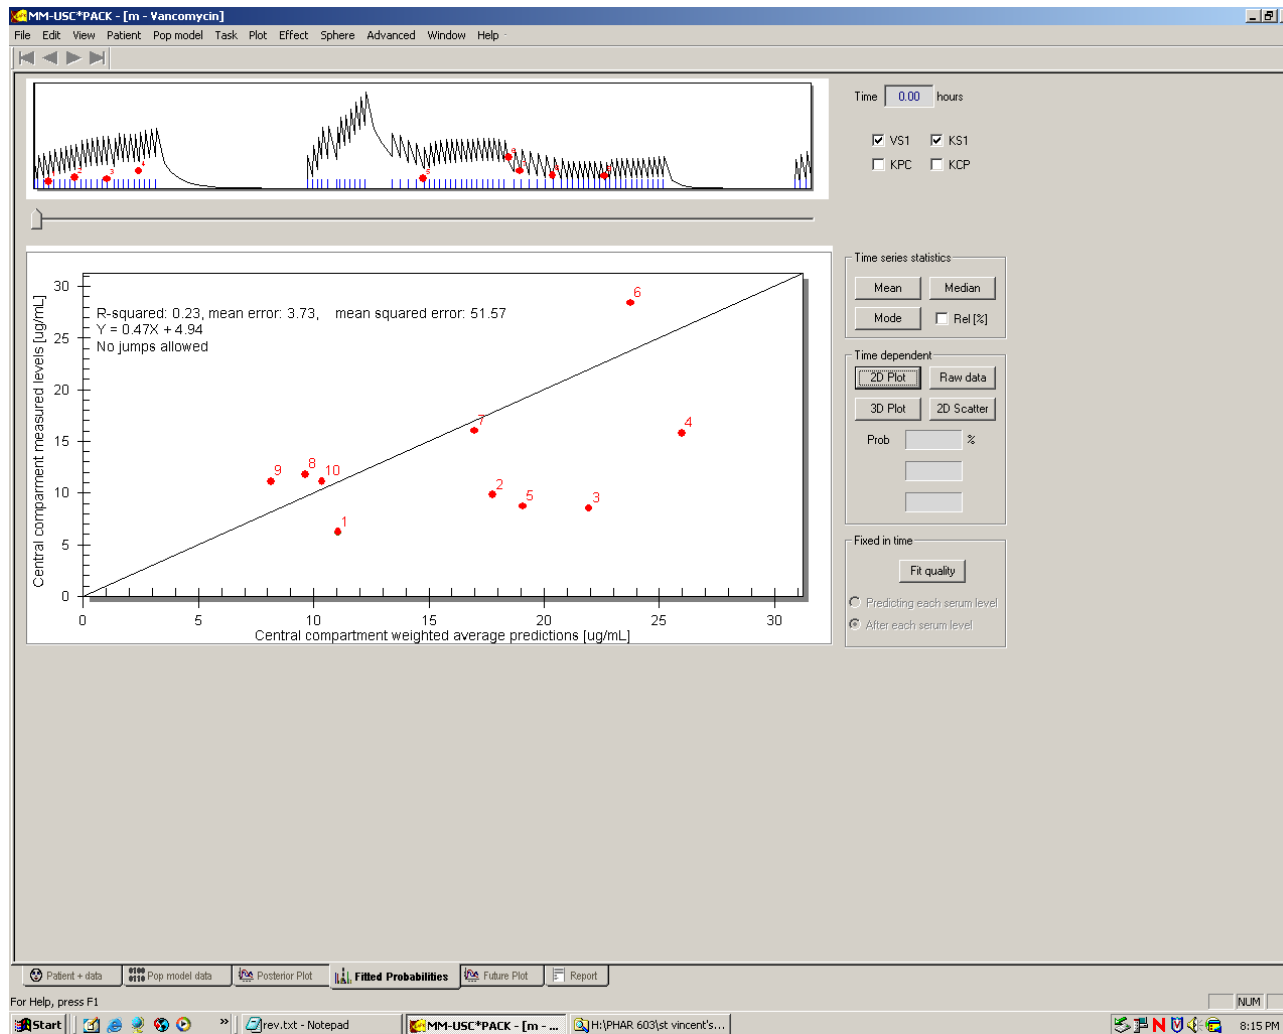 MM-USC*PACK - [m - Vancomycin]
File Edit View Patient Pop model Task Plot Effect Sphere Advanced Window Help
Time 0.00 hours
VS1 KS1
KPC KCP
2 3 4 5
Time series statistics
Mean Median
Mode Rel [%]
Time dependent
2D Plot Raw data
3D Plot 2D Scatter
Prob %
Fixed in time
Fit quality
Predicting each serum level
After each serum level
Central compartment measured levels [ug/mL]
R-squared: 0.23, mean error: 3.73, mean squared error: 51.57
Y = 0.47X + 4.94
No jumps allowed
30
25
20
15
10
5
0
6
7
4
9 8 10
2 5 3
1
0 5 10 15 20 25 30
Central compartment weighted average predictions [ug/mL]
Patient + data Pop model data Posterior Plot Fitted Probabilities Future Plot Report
For Help, press F1
NUM
Start » rev.txt - Notepad MM-USC*PACK - [m - ... H:\PHAR 603\st vincent's... 8:15 PM